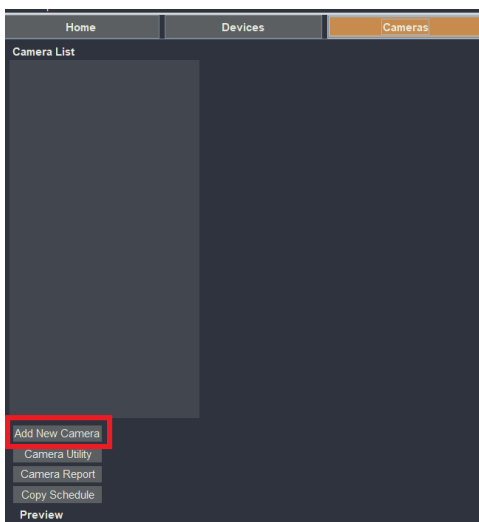 Home Devices Cameras
Camera List
Add New Camera
Camera Utility
Camera Report
Copy Schedule
Preview